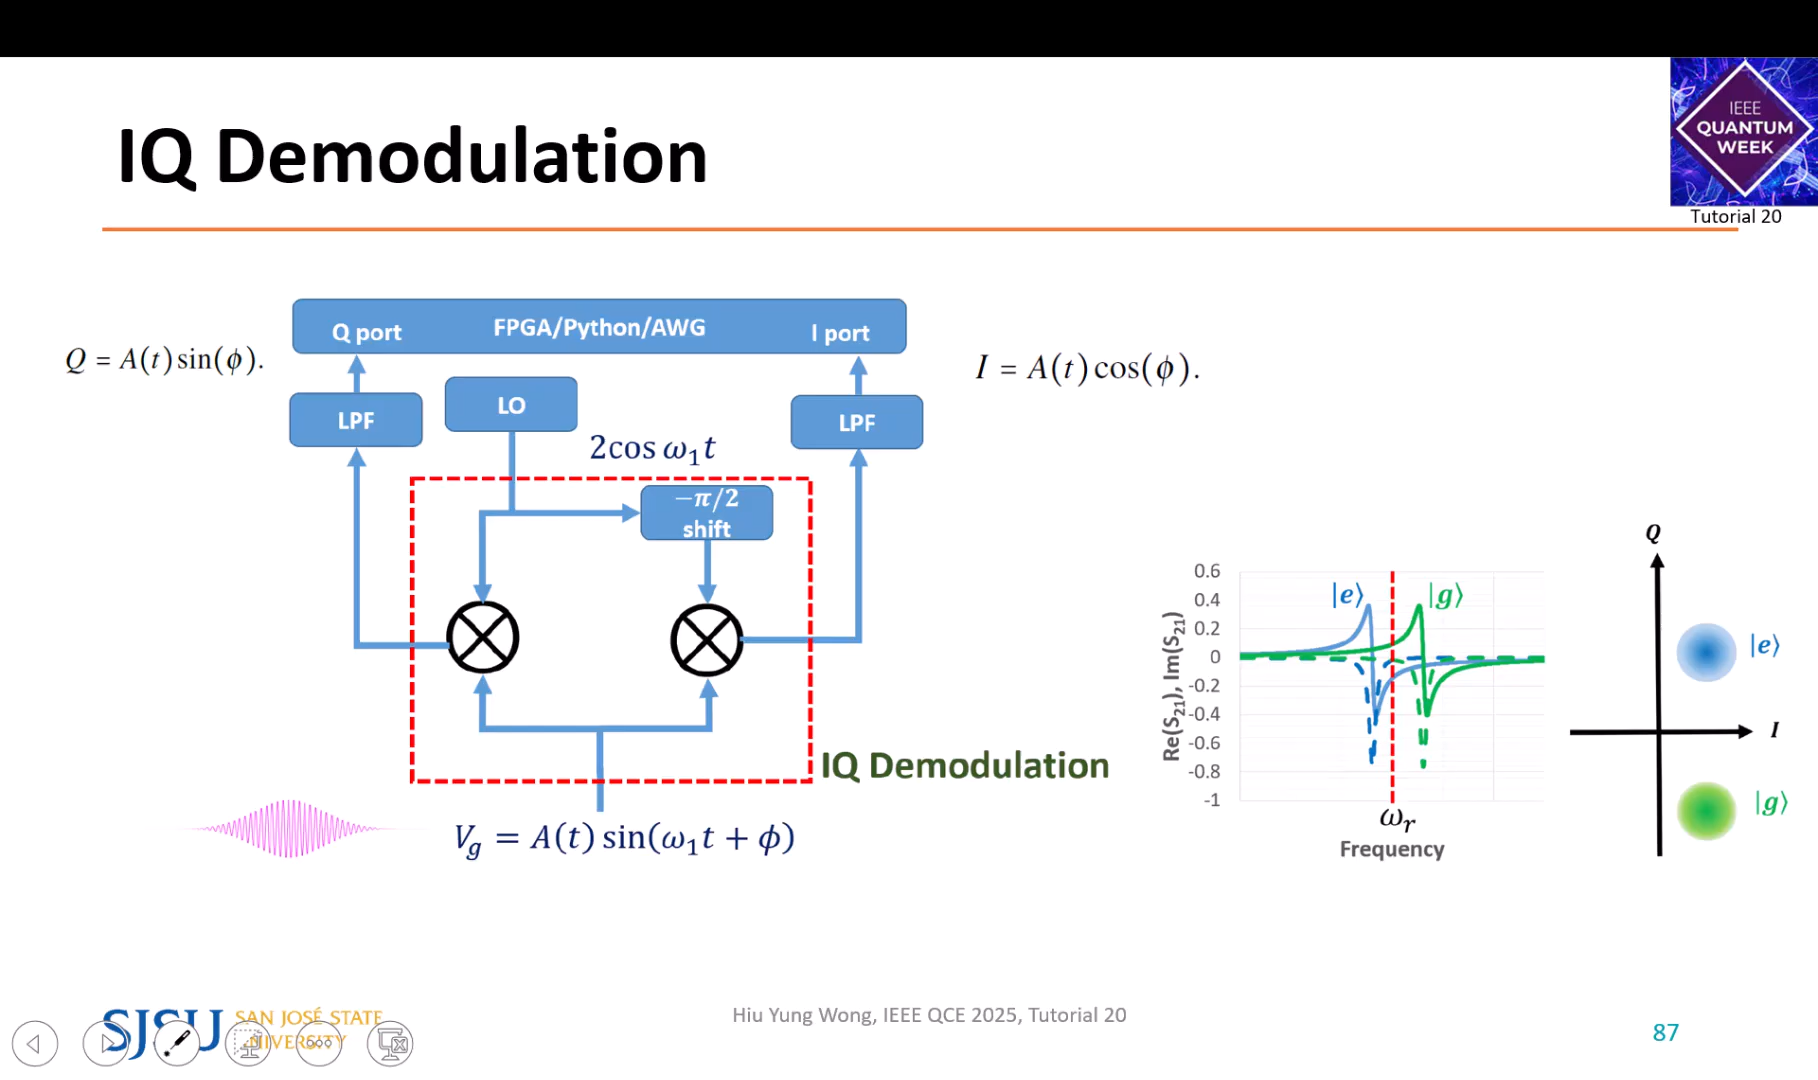 IEEE
QUANTUM
WEEK
Tutorial 20
IQ Demodulation
Q port
FPGA/Python/AWG
I port
Q = A(t) sin(ϕ).
I = A(t) cos(ϕ).
LPF
LO
LPF
2cos ω₁t
−π/2
shift
IQ Demodulation
V_g = A(t) sin(ω₁t + ϕ)
Re(S₂₁), Im(S₂₁)
0.6
0.4
0.2
0
-0.2
-0.4
-0.6
-0.8
-1
|e⟩
|g⟩
ω_r
Frequency
Q
|e⟩
I
|g⟩
SJSU SAN JOSÉ STATE
UNIVERSITY
Hiu Yung Wong, IEEE QCE 2025, Tutorial 20
87